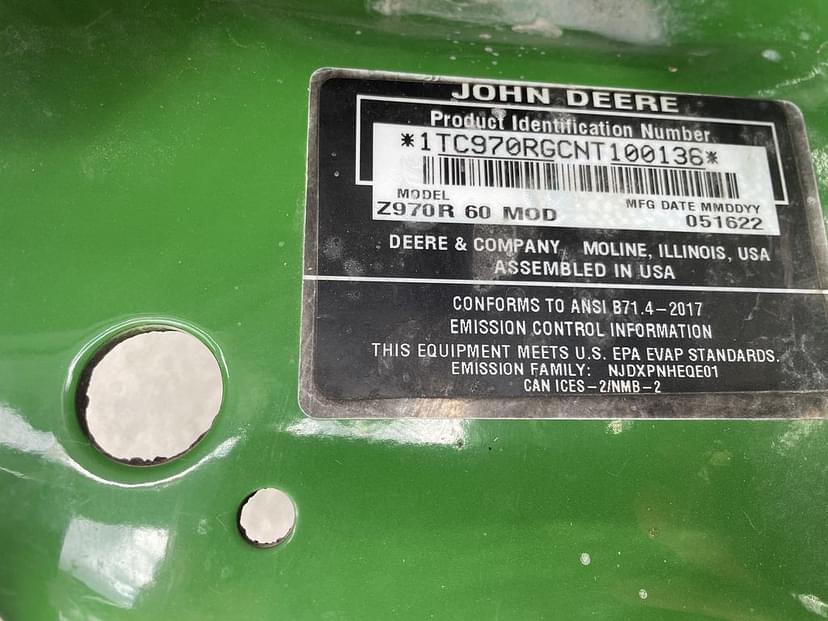 JOHN DEERE
Product Identification Number
*1TC970RGCNT100136*
MODEL MFG DATE MMDDYY
Z970R 60 MOD 051622
DEERE & COMPANY MOLINE, ILLINOIS, USA
ASSEMBLED IN USA
CONFORMS TO ANSI B71.4-2017
EMISSION CONTROL INFORMATION
THIS EQUIPMENT MEETS U.S. EPA EVAP STANDARDS.
EMISSION FAMILY: NJDXPNHEQE01
CAN ICES-2/NMB-2